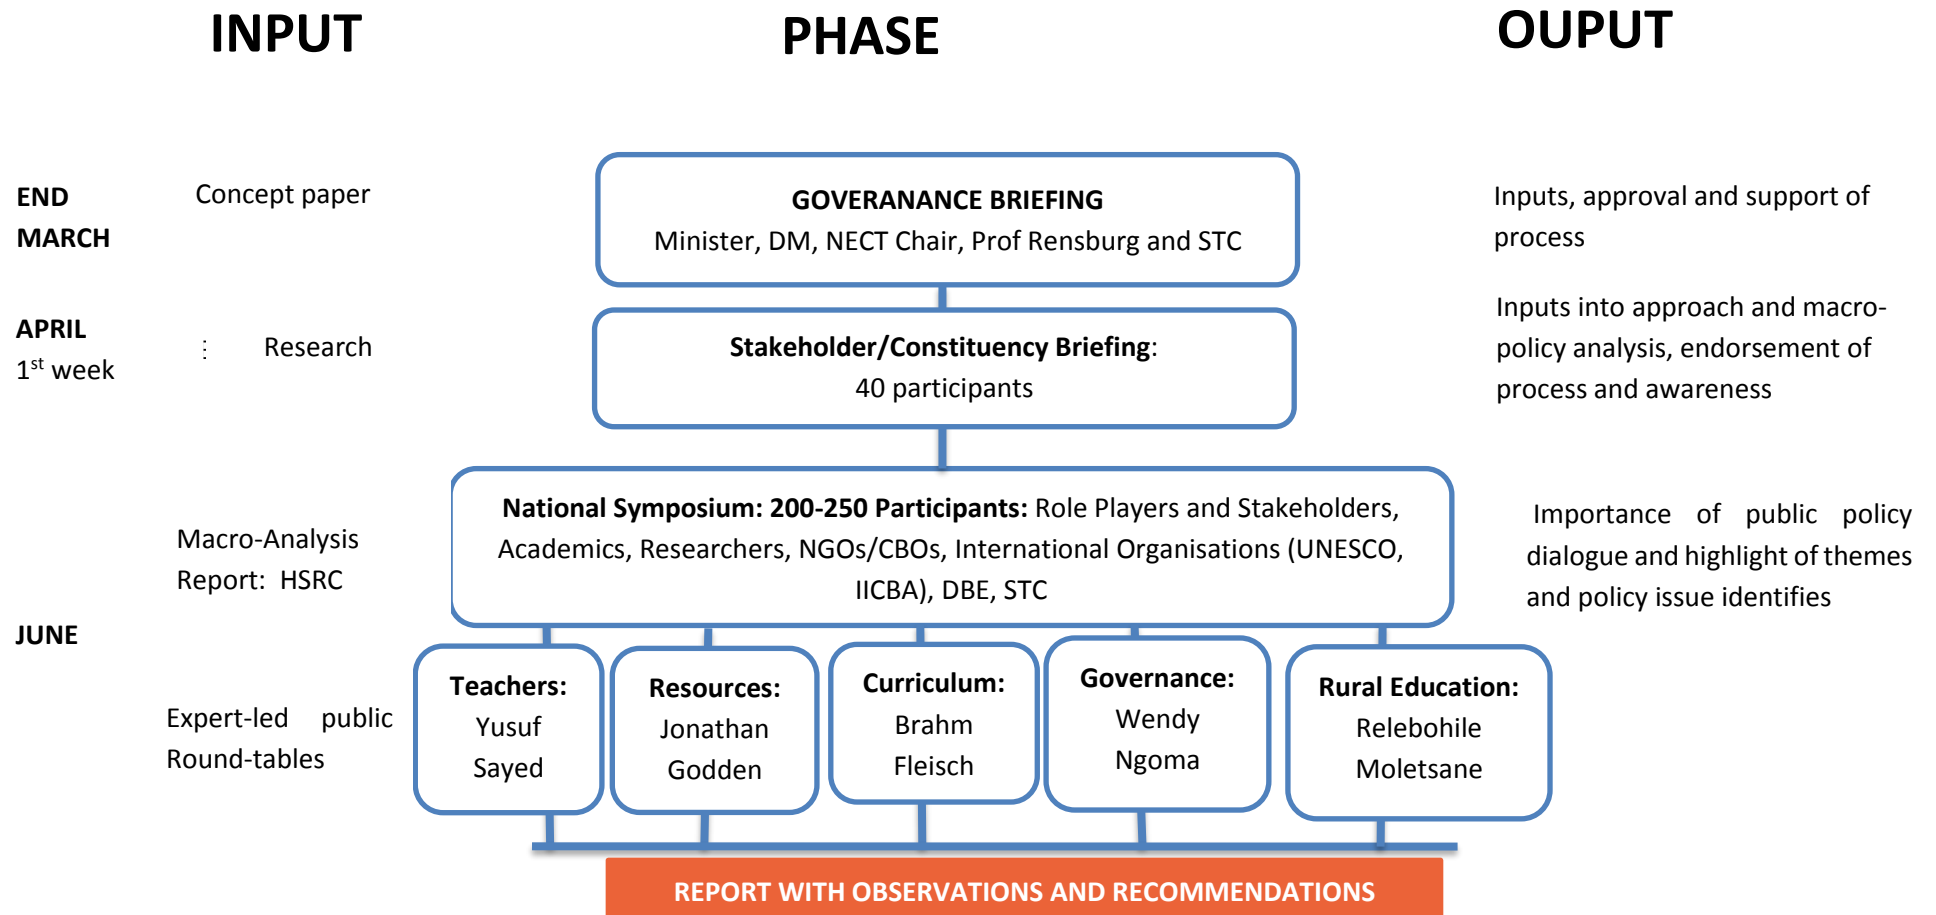 INPUT
PHASE
OUPUT
END
MARCH
Concept paper
GOVERANANCE BRIEFING
Minister, DM, NECT Chair, Prof Rensburg and STC
Inputs, approval and support of
process
APRIL
1st week
⋮ Research
Stakeholder/Constituency Briefing:
40 participants
Inputs into approach and macro-
policy analysis, endorsement of
process and awareness
Macro-Analysis
Report: HSRC
National Symposium: 200-250 Participants: Role Players and Stakeholders,
Academics, Researchers, NGOs/CBOs, International Organisations (UNESCO,
IICBA), DBE, STC
Importance of public policy
dialogue and highlight of themes
and policy issue identifies
JUNE
Expert-led public
Round-tables
Teachers:
Yusuf
Sayed
Resources:
Jonathan
Godden
Curriculum:
Brahm
Fleisch
Governance:
Wendy
Ngoma
Rural Education:
Relebohile
Moletsane
REPORT WITH OBSERVATIONS AND RECOMMENDATIONS